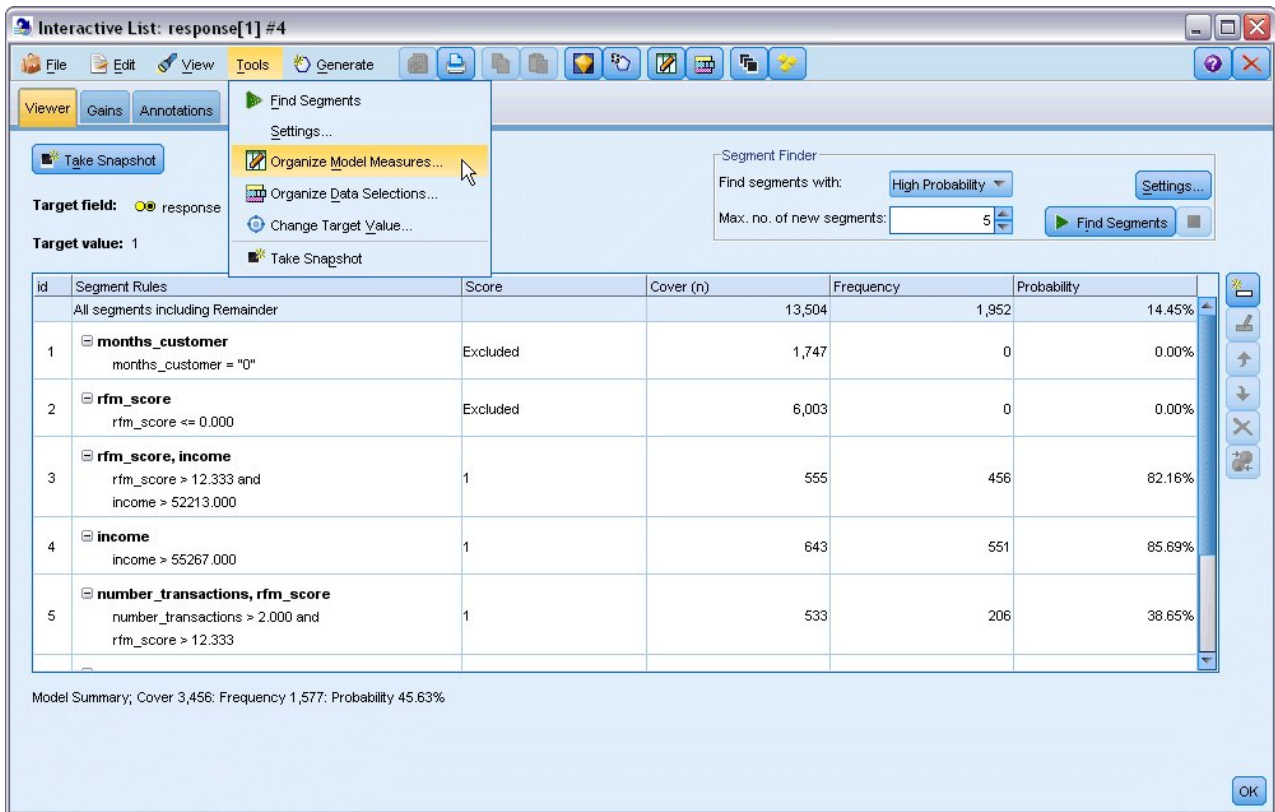 Interactive List: response[1] #4
File Edit View Tools Generate
Viewer Gains Annotations
Find Segments
Settings...
Organize Model Measures...
Organize Data Selections...
Change Target Value...
Take Snapshot
Take Snapshot
Target field: response
Target value: 1
Segment Finder
Find segments with: High Probability Settings...
Max. no. of new segments: 5 Find Segments
id Segment Rules Score Cover (n) Frequency Probability
All segments including Remainder 13,504 1,952 14.45%
1 months_customer Excluded 1,747 0 0.00%
months_customer = "0"
2 rfm_score Excluded 6,003 0 0.00%
rfm_score <= 0.000
3 rfm_score, income 1 555 456 82.16%
rfm_score > 12.333 and
income > 52213.000
4 income 1 643 551 85.69%
income > 55267.000
5 number_transactions, rfm_score 1 533 206 38.65%
number_transactions > 2.000 and
rfm_score > 12.333
Model Summary; Cover 3,456: Frequency 1,577: Probability 45.63%
OK